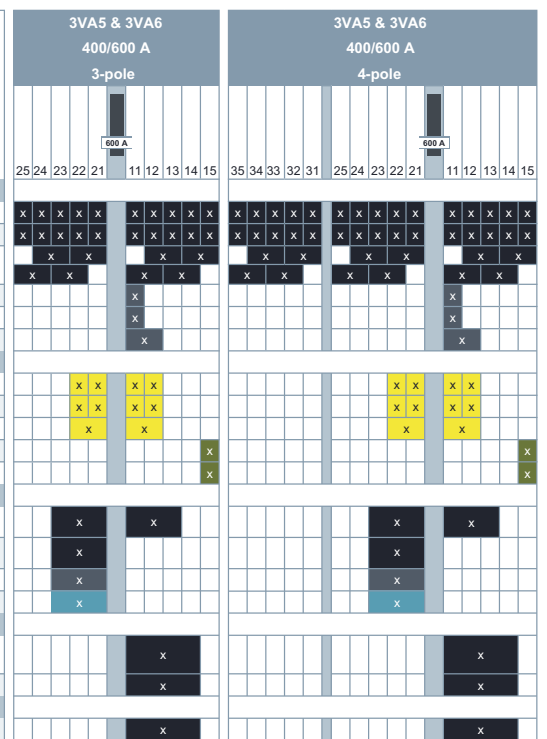 3VA5 & 3VA6 3VA5 & 3VA6
400/600 A 400/600 A
3-pole 4-pole
600 A 600 A
25 24 23 22 21 11 12 13 14 15 35 34 33 32 31 25 24 23 22 21 11 12 13 14 15
x x x x x x x x x x x x x x x x x x x x x x x x x
x x x x x x x x x x x x x x x x x x x x x x x x x
x x x x x x x x x x
x x x x x x x x x x
x x
x x
x x
x x x x x x x x
x x x x x x x x
x x x x
x x
x x
x x x x
x x
x x
x x
x x
x x
x x